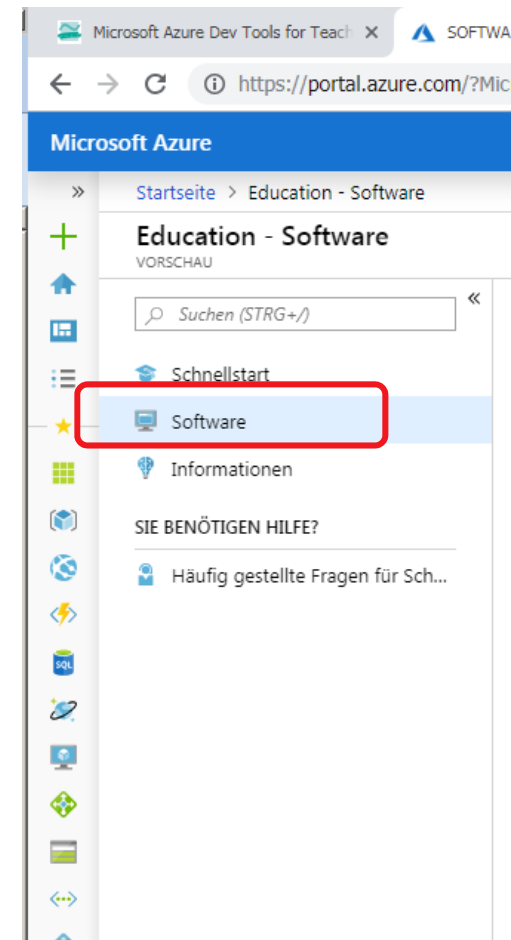 Microsoft Azure Dev Tools for Teach
SOFTWA
https://portal.azure.com/?Mic
Microsoft Azure
Startseite > Education - Software
Education - Software
VORSCHAU
Suchen (STRG+/)
Schnellstart
Software
Informationen
SIE BENÖTIGEN HILFE?
Häufig gestellte Fragen für Sch...
SQL